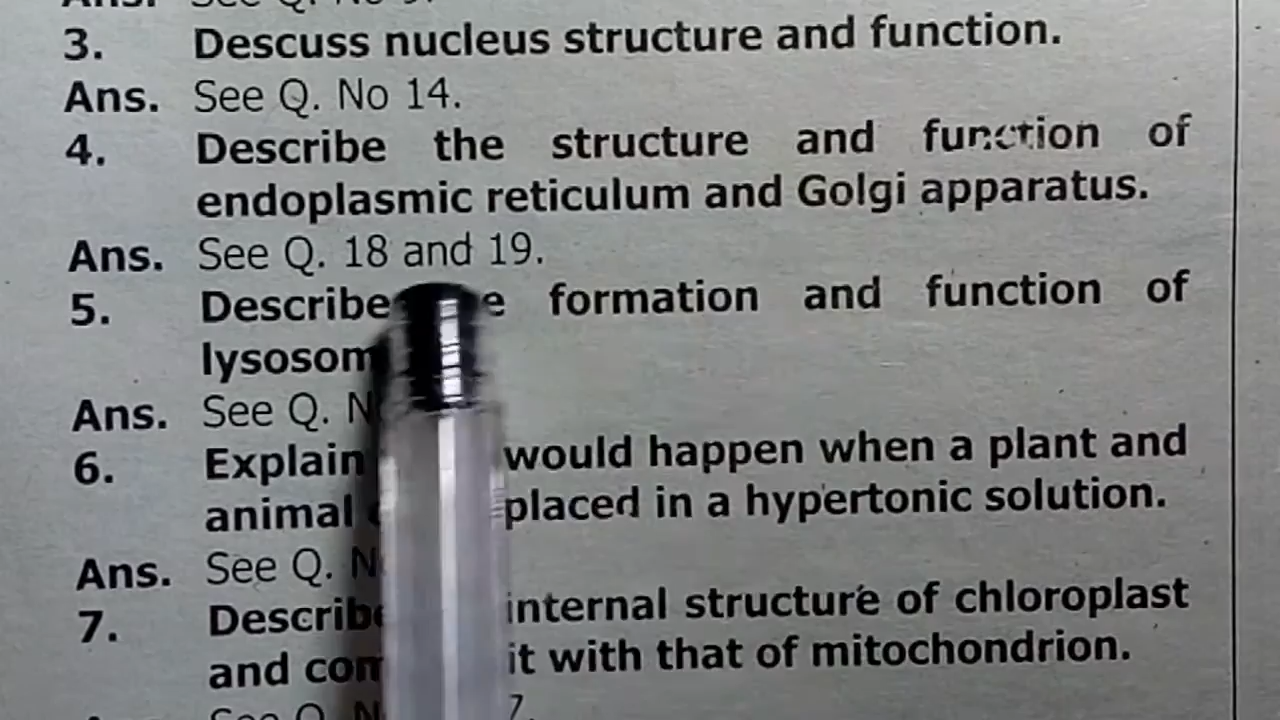 3. Descuss nucleus structure and function.
Ans. See Q. No 14.
4. Describe the structure and function of
endoplasmic reticulum and Golgi apparatus.
Ans. See Q. 18 and 19.
5. Describe formation and function of
Ans. See Q.
6. Explain would happen when a plant and
animal placed in a hypertonic solution.
Ans. See Q.
7. internal structure of chloroplast
and it with that of mitochondrion.